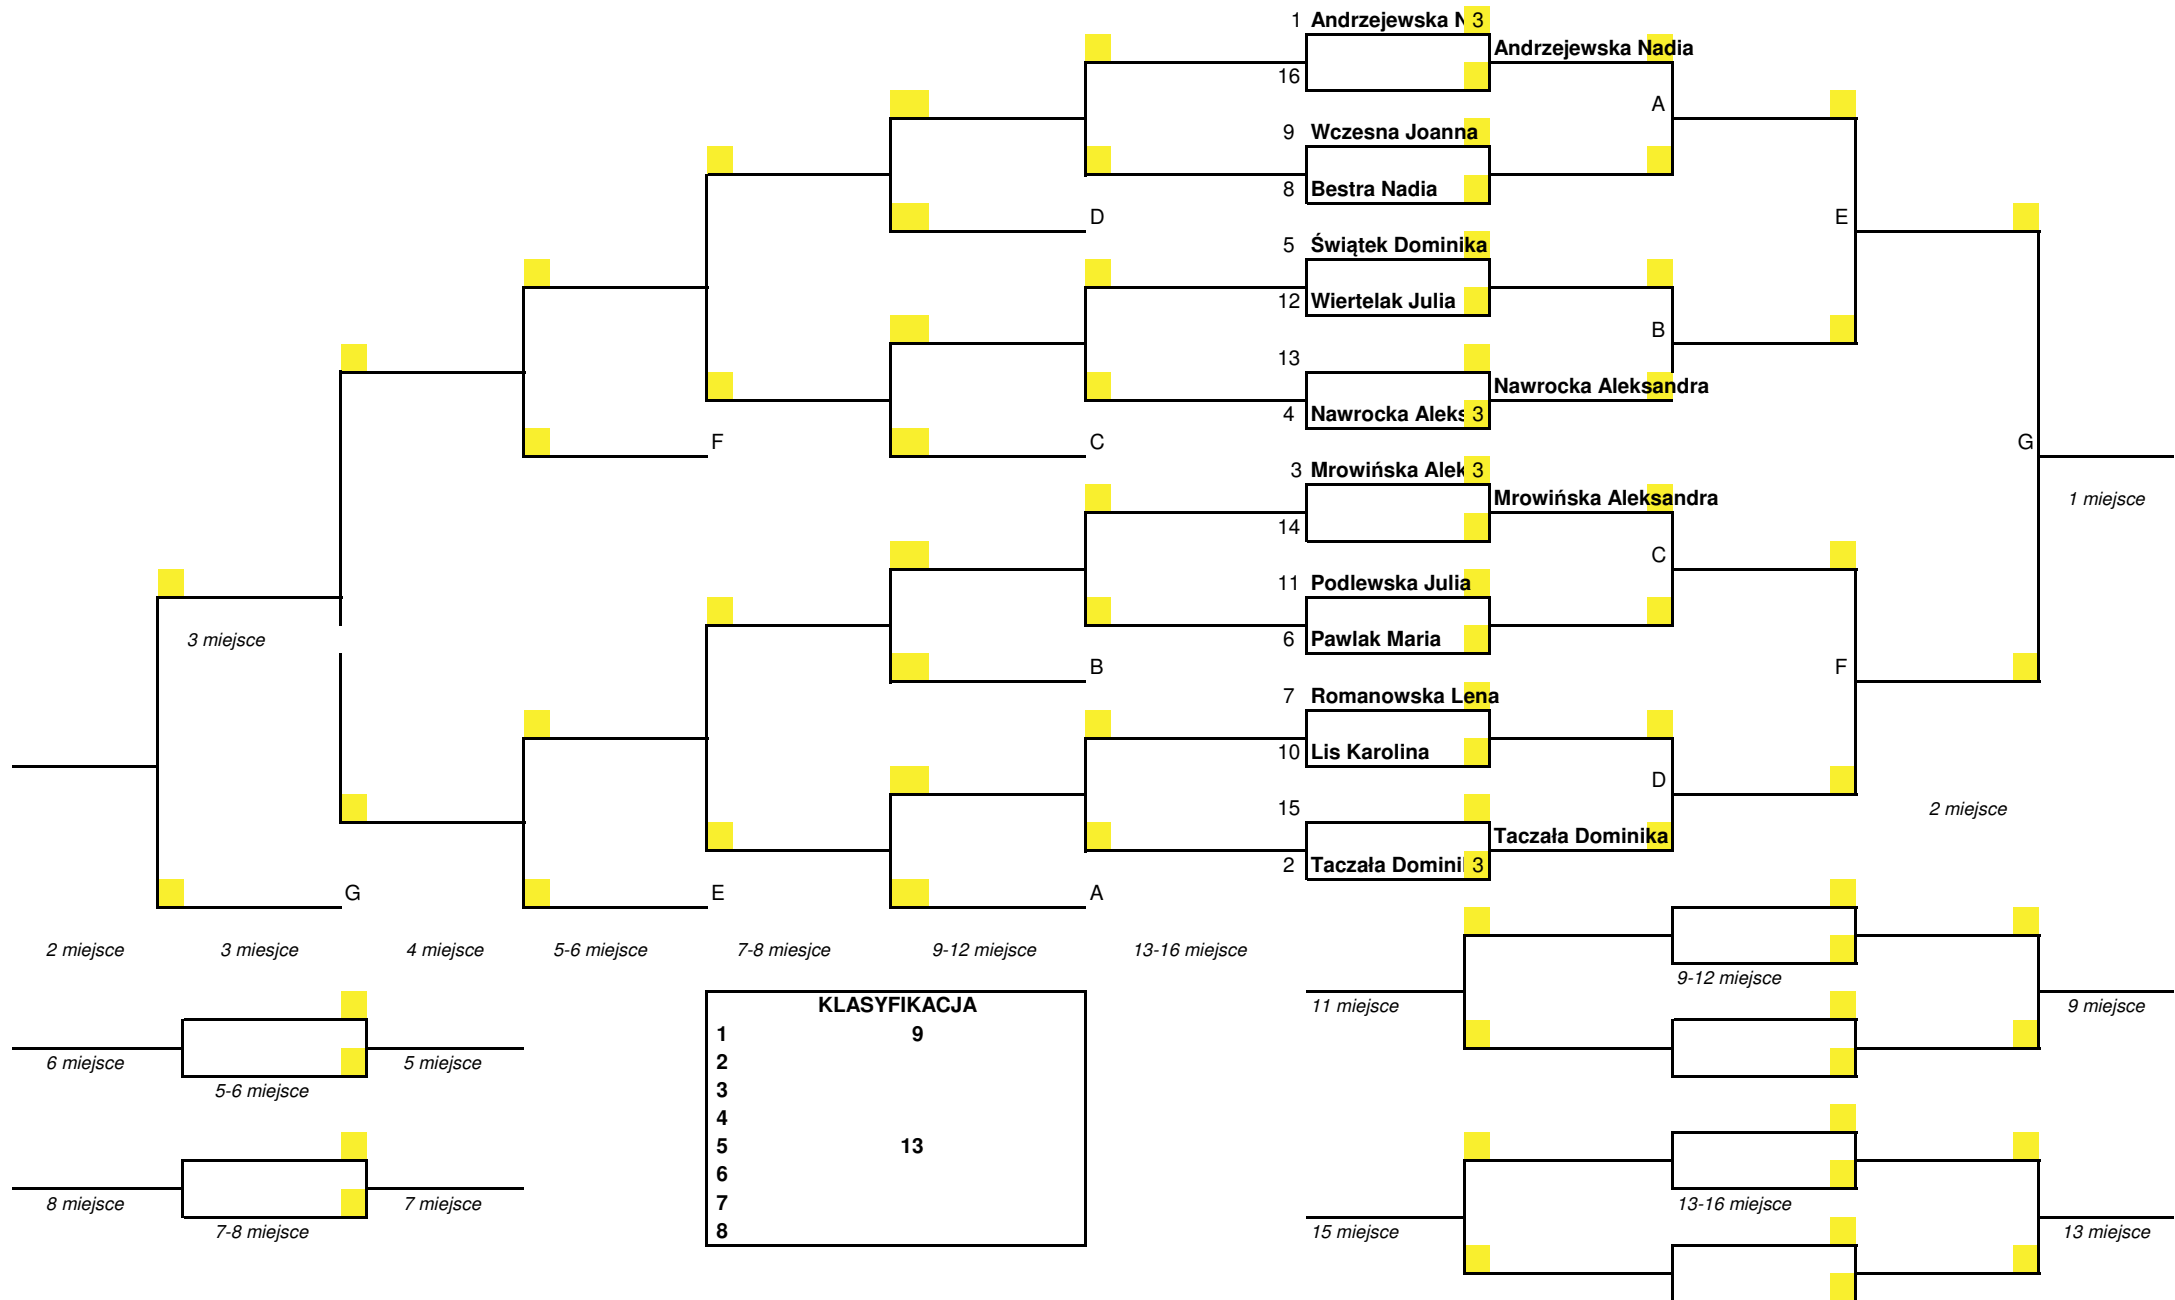 1 Andrzejewska N 3
Andrzejewska Nadia
16
A
9 Wczesna Joanna
8 Bestra Nadia
D
E
5 Świątek Dominika
12 Wiertelak Julia
B
13
Nawrocka Aleksandra
4 Nawrocka Aleks 3
F
C
G
3 Mrowińska Alek 3
Mrowińska Aleksandra
1 miejsce
14
C
11 Podlewska Julia
3 miejsce
6 Pawlak Maria
B
F
7 Romanowska Lena
10 Lis Karolina
D
15
2 miejsce
Taczała Dominika
2 Taczała Domini 3
G
E
A
2 miejsce 3 miesjce 4 miejsce 5-6 miejsce 7-8 miesjce 9-12 miejsce 13-16 miejsce
9-12 miejsce
KLASYFIKACJA
11 miejsce
9 miejsce
1 9
2
6 miejsce
5 miejsce
3
5-6 miejsce
4
5 13
6
8 miejsce
7 miejsce
7
13-16 miejsce
8
7-8 miejsce
15 miejsce
13 miejsce